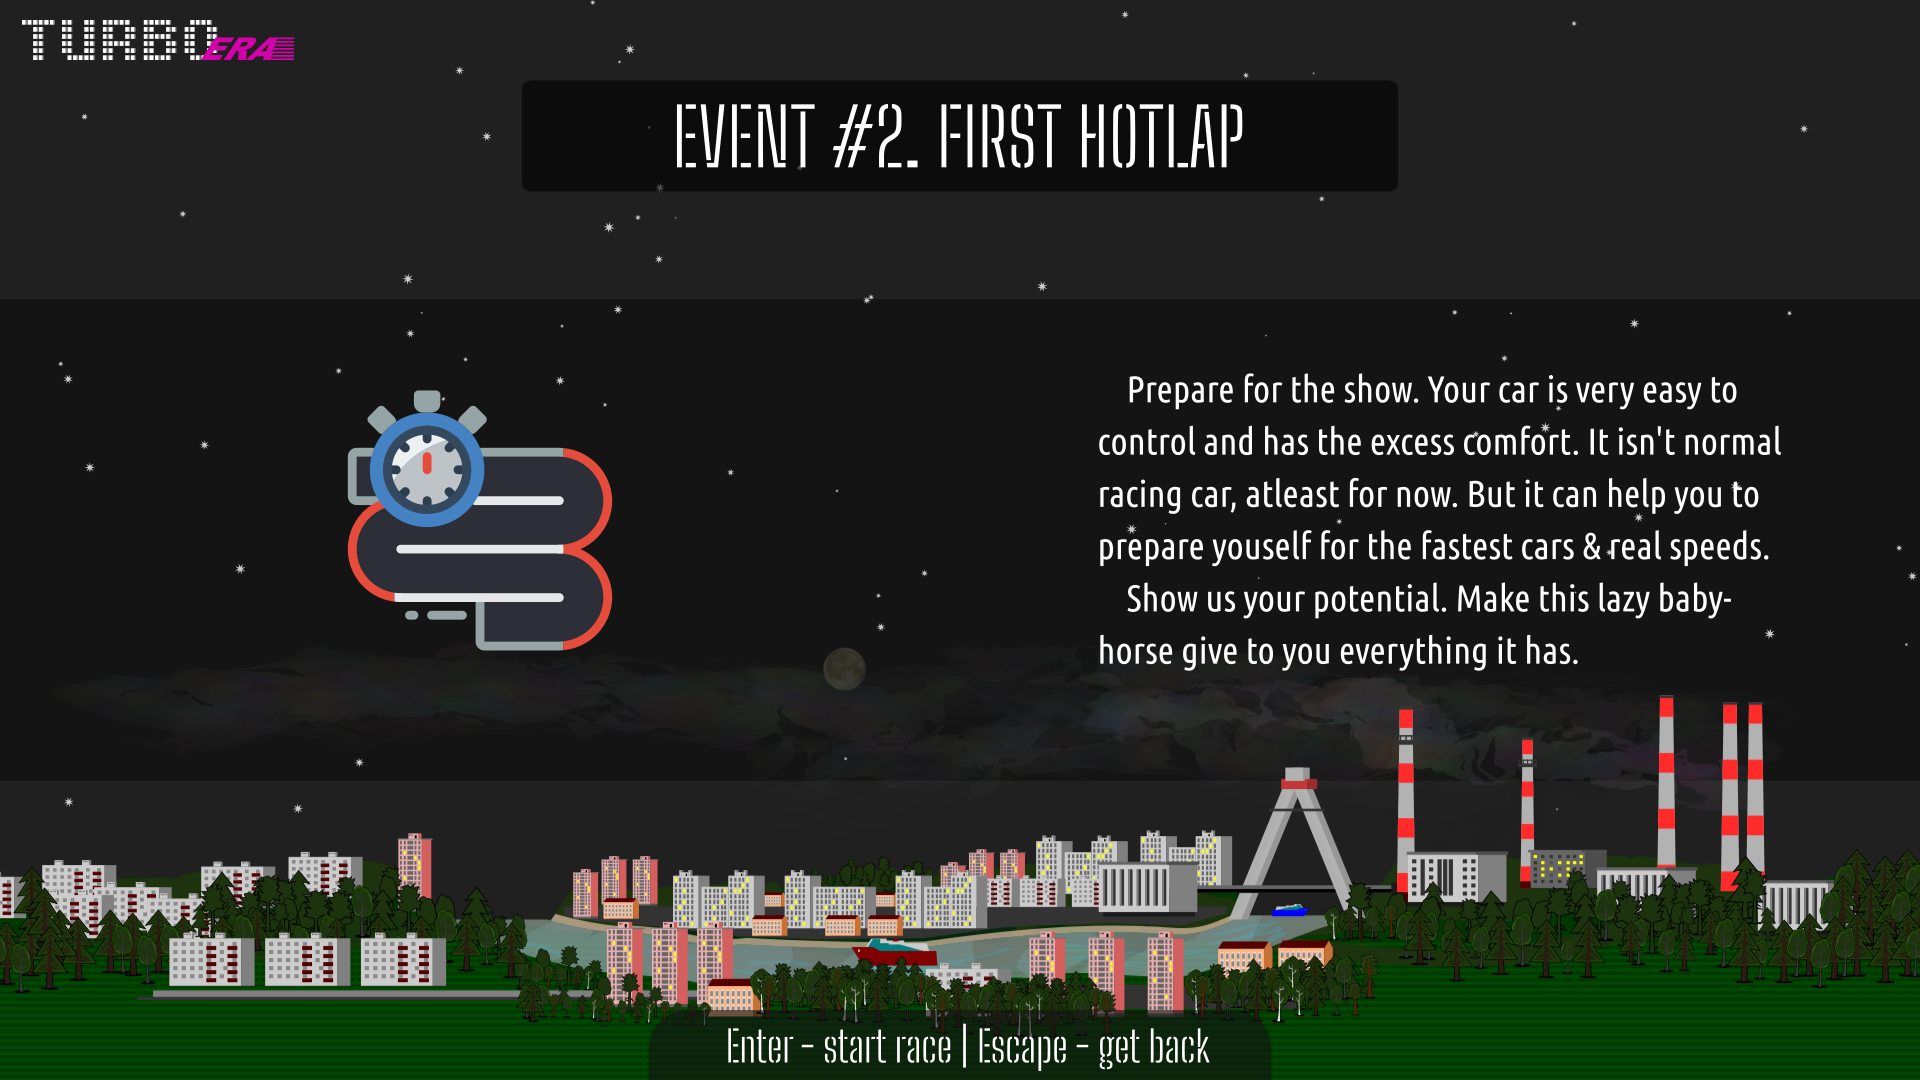 TURBO ERA
EVENT #2. FIRST HOTLAP
Prepare for the show. Your car is very easy to
control and has the excess comfort. It isn't normal
racing car, atleast for now. But it can help you to
prepare youself for the fastest cars & real speeds.
Show us your potential. Make this lazy baby-
horse give to you everything it has.
Enter - start race | Escape - get back